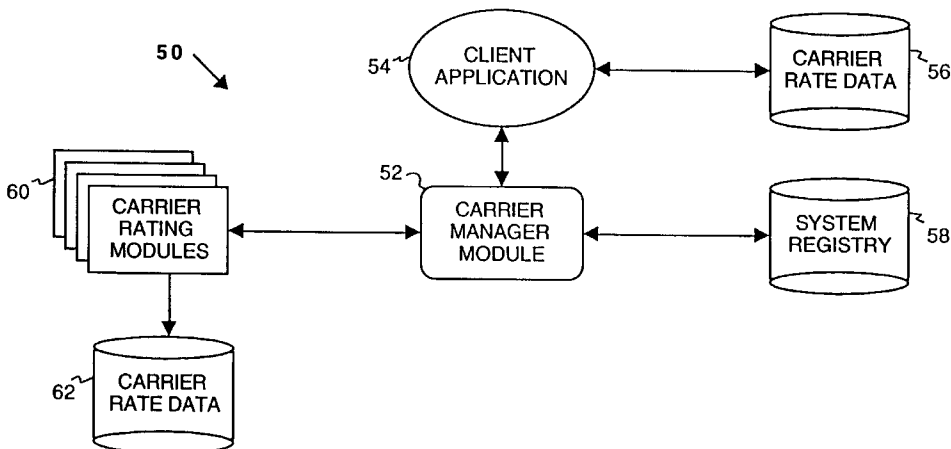 50
54
CLIENT
APPLICATION
CARRIER
RATE DATA
56
60
CARRIER
RATING
MODULES
52
CARRIER
MANAGER
MODULE
SYSTEM
REGISTRY
58
62
CARRIER
RATE DATA